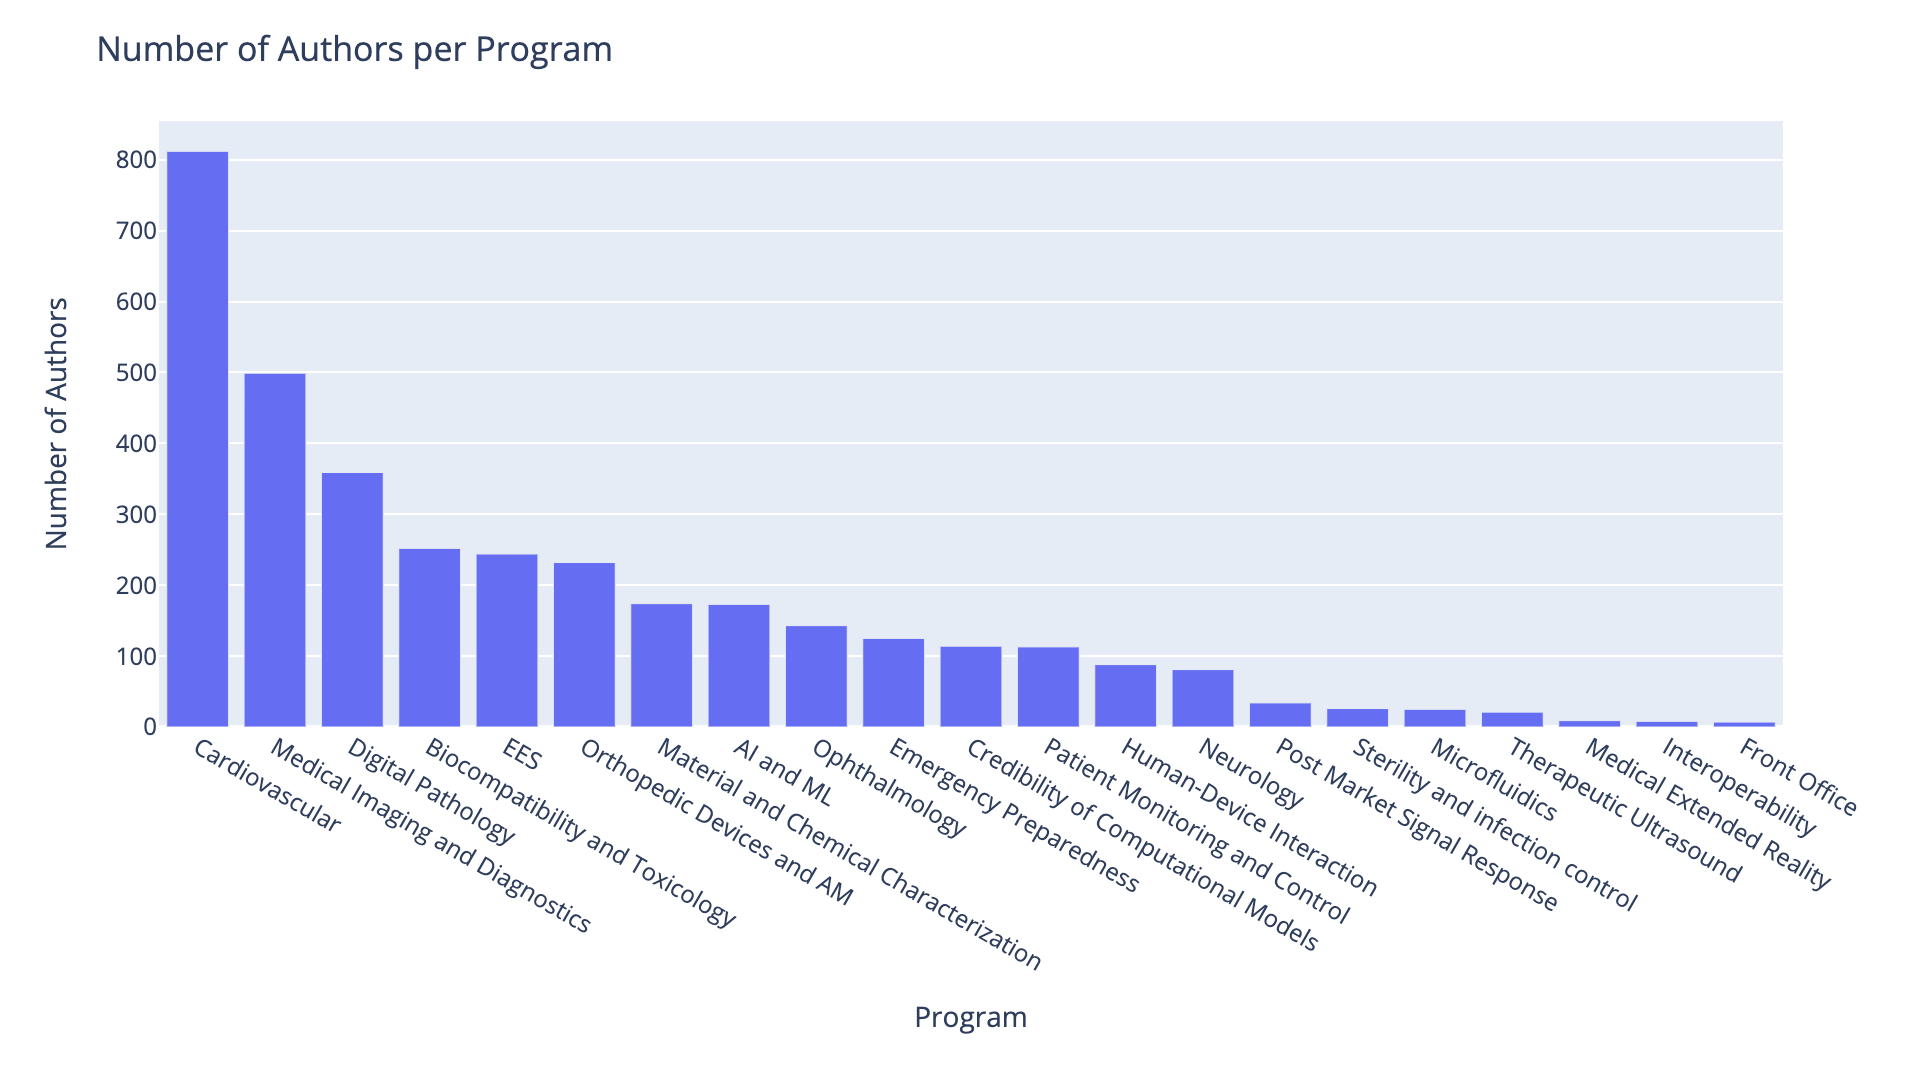 Number of Authors per Program
Number of Authors
800
700
600
500
400
300
200
100
0
Cardiovascular
Medical Imaging and Diagnostics
Digital Pathology
Biocompatibility and Toxicology
EES
Orthopedic Devices and AM
Material and Chemical Characterization
AI and ML
Ophthalmology
Emergency Preparedness
Credibility of Computational Models
Patient Monitoring and Control
Human-Device Interaction
Neurology
Post Market Signal Response
Sterility and infection control
Microfluidics
Therapeutic Ultrasound
Medical Extended Reality
Interoperability
Front Office
Program